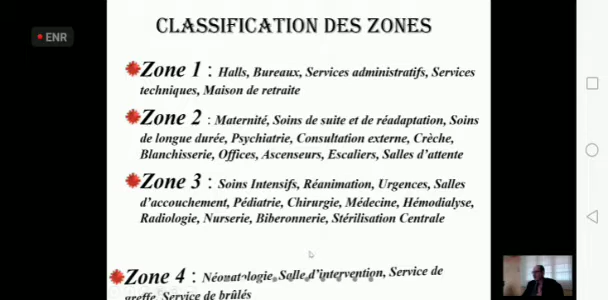 CLASSIFICATION DES ZONES
ENR
Zone 1 : Halls, Bureaux, Services administratifs, Services
techniques, Maison de retraite
Zone 2 : Maternité, Soins de suite et de réadaptation, Soins
de longue durée, Psychiatrie, Consultation externe, Crèche,
Blanchisserie, Offices, Ascenseurs, Escaliers, Salles d'attente
Zone 3 : Soins Intensifs, Réanimation, Urgences, Salles
d'accouchement, Pédiatrie, Chirurgie, Médecine, Hémodialyse,
Radiologie, Nurserie, Biberonnerie, Stérilisation Centrale
Zone 4 : Néonatologie, Salle d'intervention, Service de
greffe, Service de brûlés